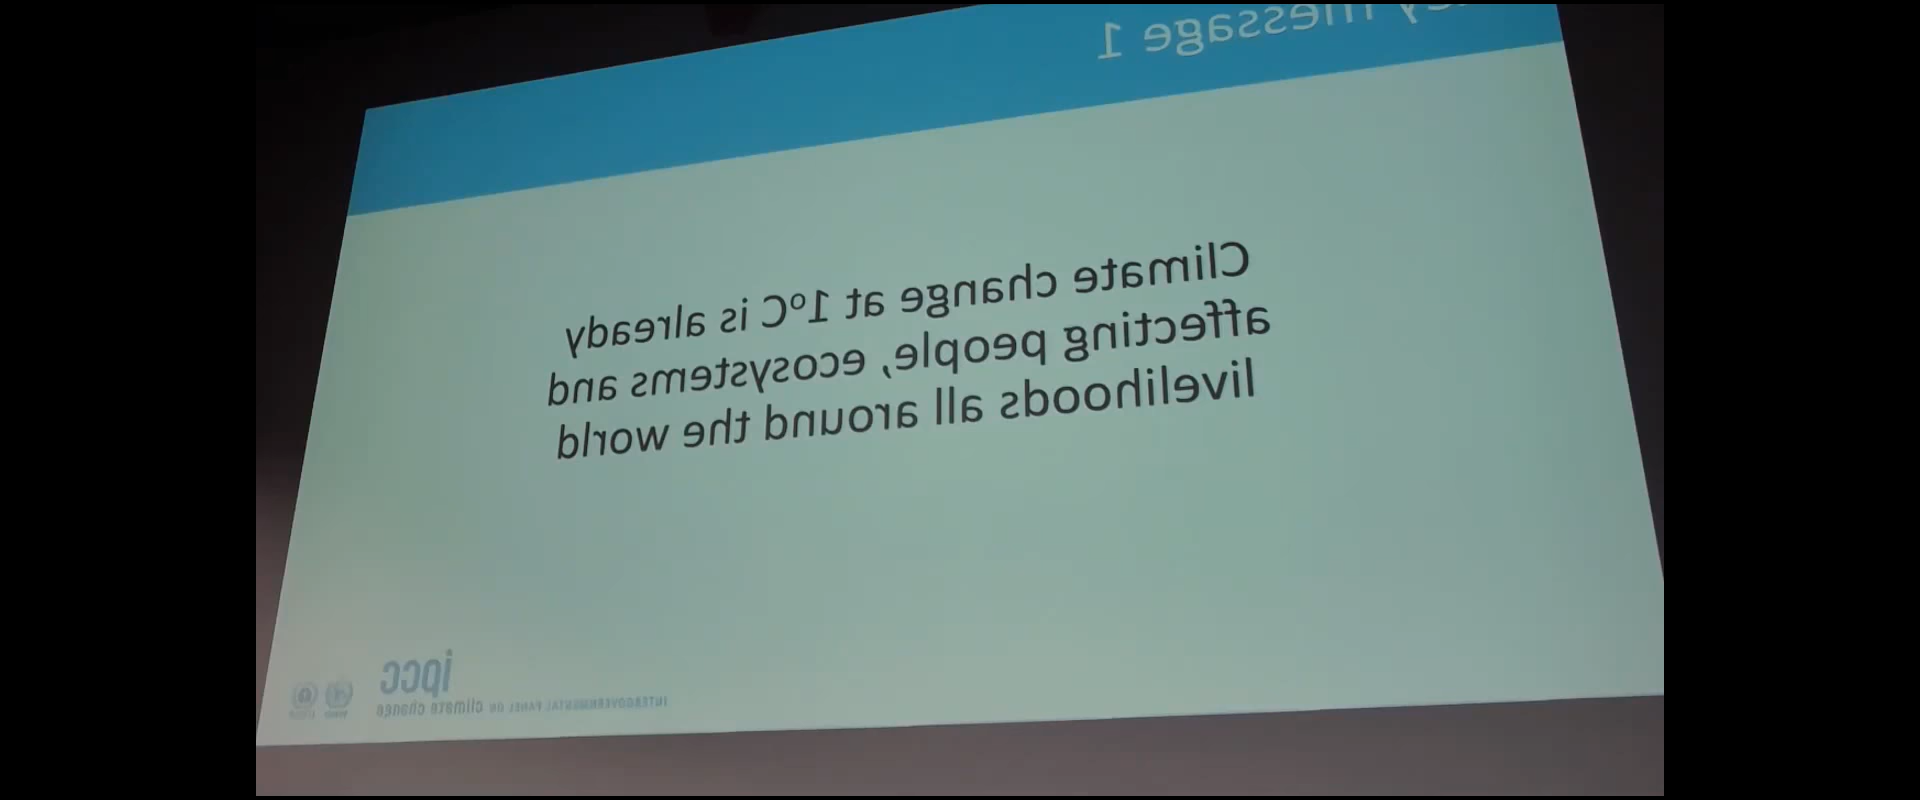 Key message 1
Climate change at 1°C is already
affecting people, ecosystems and
livelihoods all around the world
ipcc
INTERGOVERNMENTAL PANEL ON climate change